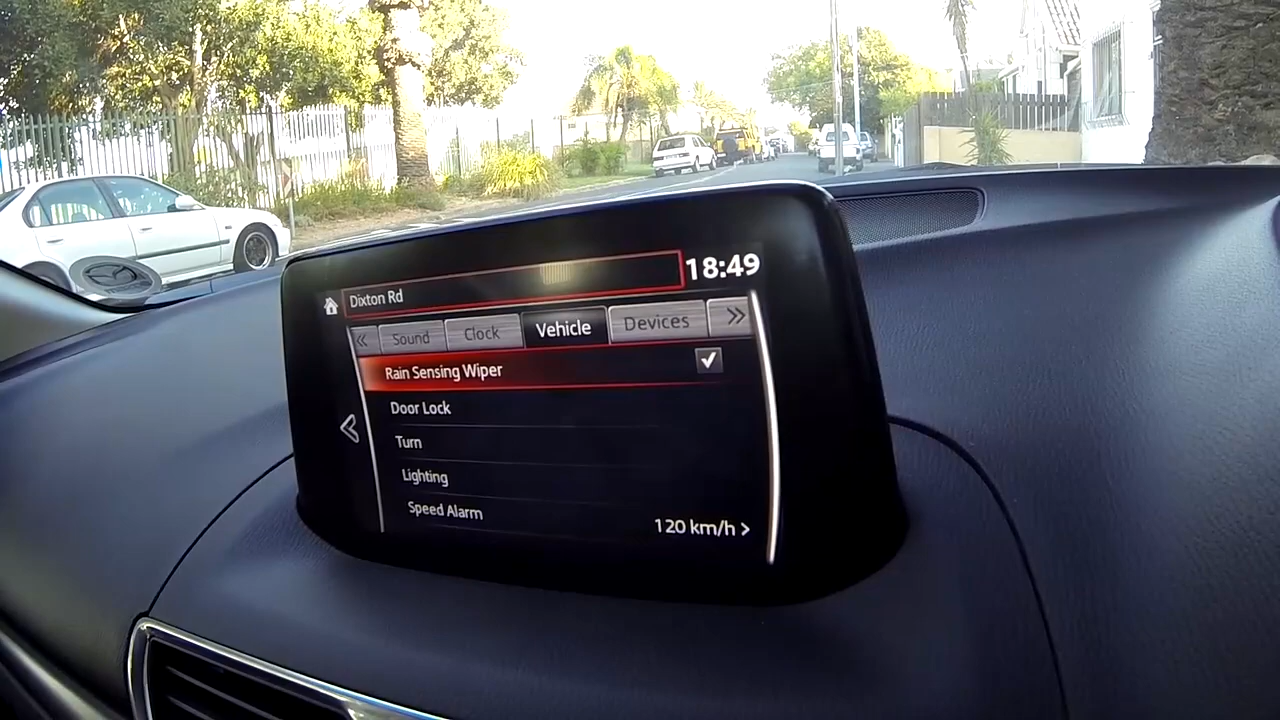 Dixton Rd
18:49
Sound Clock Vehicle Devices
Rain Sensing Wiper
Door Lock
Turn
Lighting
Speed Alarm
120 km/h >